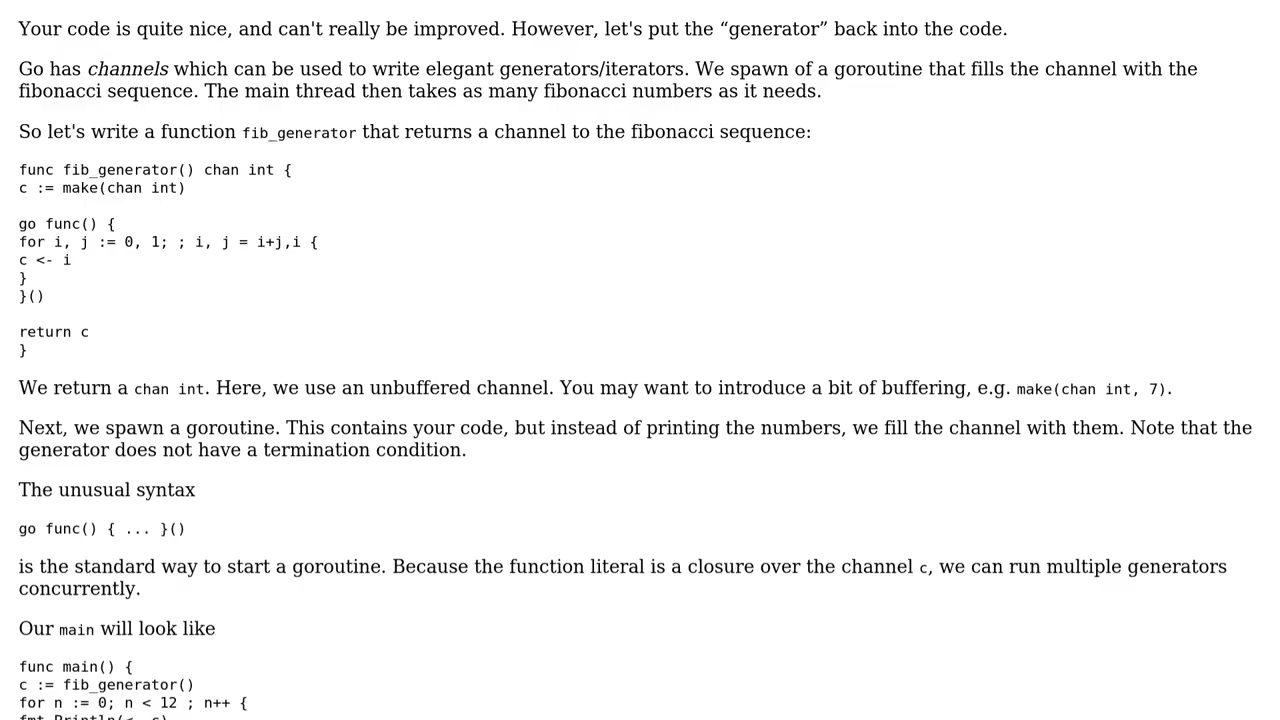 Your code is quite nice, and can't really be improved. However, let's put the “generator” back into the code.
Go has channels which can be used to write elegant generators/iterators. We spawn of a goroutine that fills the channel with the
fibonacci sequence. The main thread then takes as many fibonacci numbers as it needs.
So let's write a function fib_generator that returns a channel to the fibonacci sequence:
func fib_generator() chan int {
c := make(chan int)
go func() {
for i, j := 0, 1; ; i, j = i+j,i {
c <- i
}
}()
return c
}
We return a chan int. Here, we use an unbuffered channel. You may want to introduce a bit of buffering, e.g. make(chan int, 7).
Next, we spawn a goroutine. This contains your code, but instead of printing the numbers, we fill the channel with them. Note that the
generator does not have a termination condition.
The unusual syntax
go func() { ... }()
is the standard way to start a goroutine. Because the function literal is a closure over the channel c, we can run multiple generators
concurrently.
Our main will look like
func main() {
c := fib_generator()
for n := 0; n < 12 ; n++ {
fmt.Println(<- c)